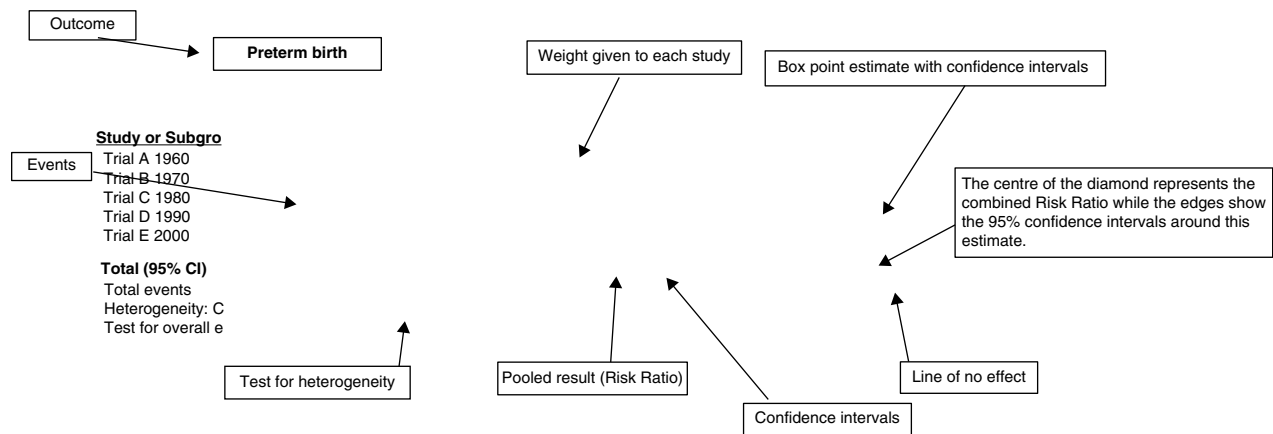 Outcome
Preterm birth
Weight given to each study
Box point estimate with confidence intervals
Study or Subgro
Events
Trial A 1960
Trial B 1970
Trial C 1980
Trial D 1990
Trial E 2000
The centre of the diamond represents the
combined Risk Ratio while the edges show
the 95% confidence intervals around this
estimate.
Total (95% CI)
Total events
Heterogeneity: C
Test for overall e
Test for heterogeneity
Pooled result (Risk Ratio)
Line of no effect
Confidence intervals